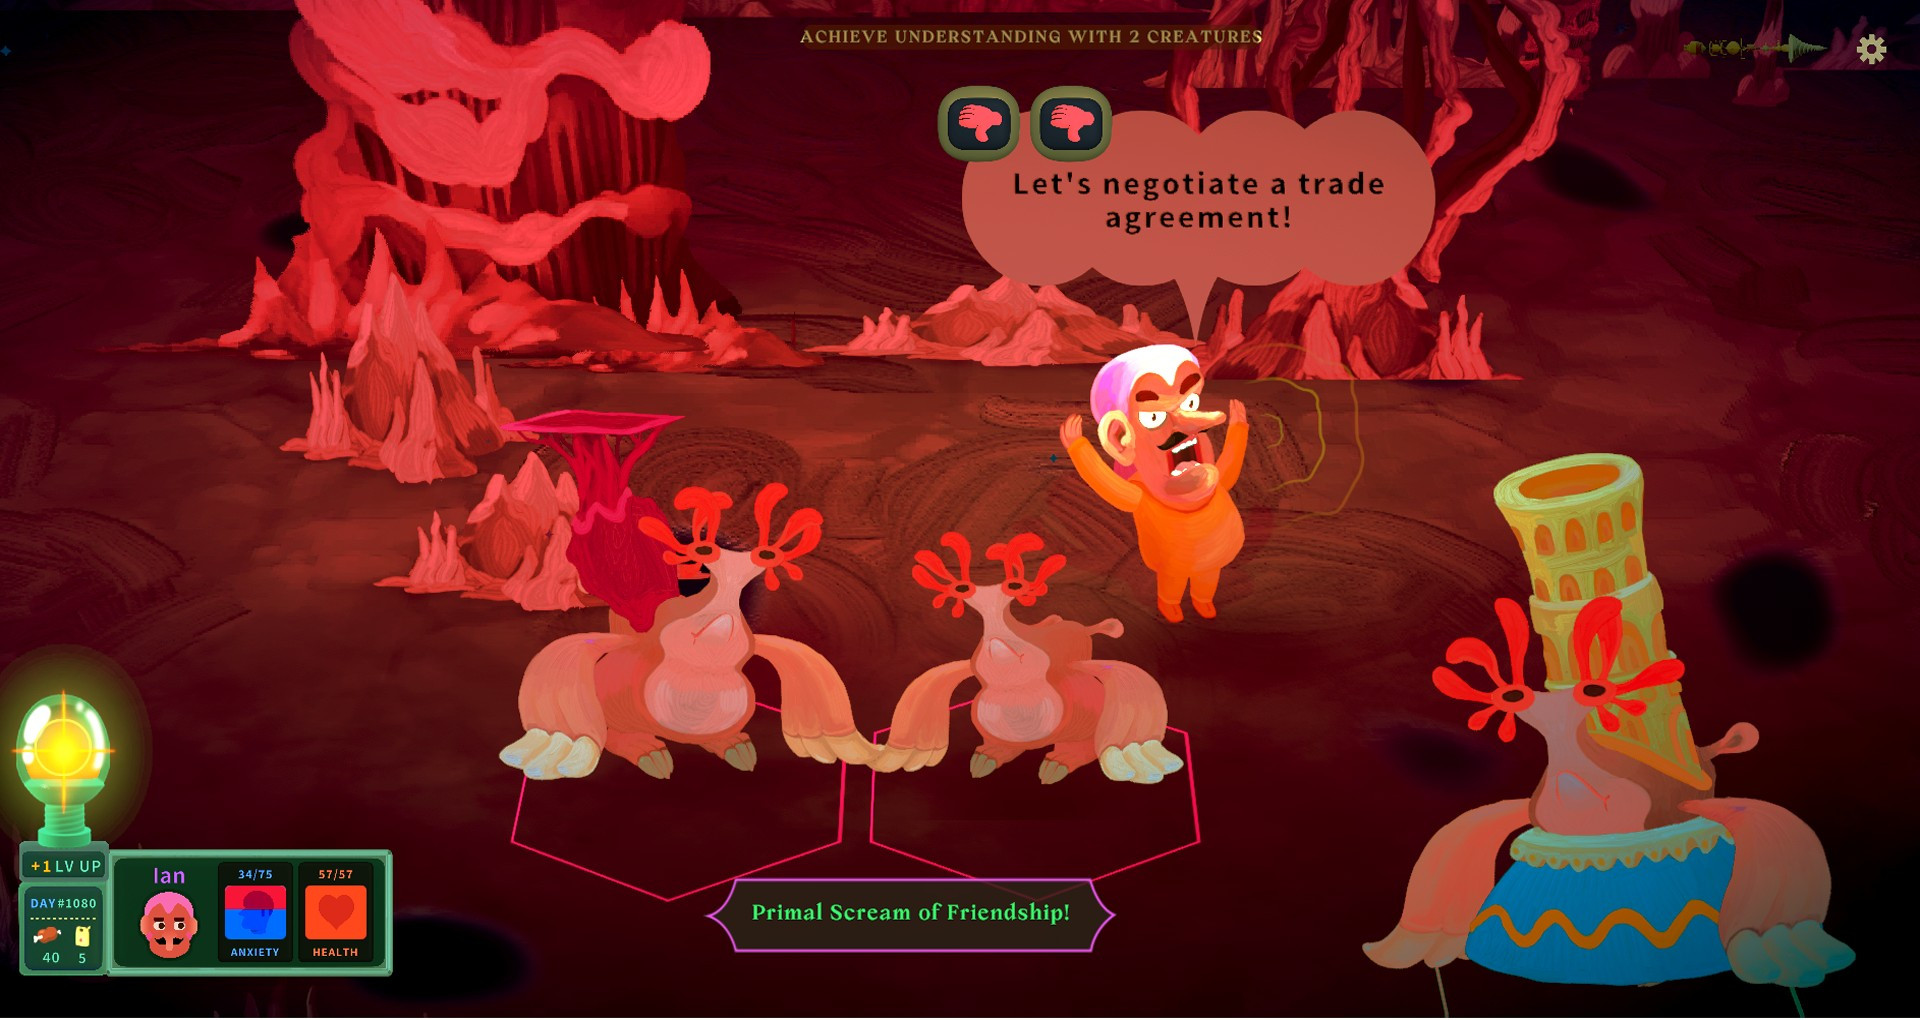 ACHIEVE UNDERSTANDING WITH 2 CREATURES
Let's negotiate a trade
agreement!
+1 LV UP
DAY#1080
40 5
Ian
34/75
ANXIETY
57/57
HEALTH
Primal Scream of Friendship!